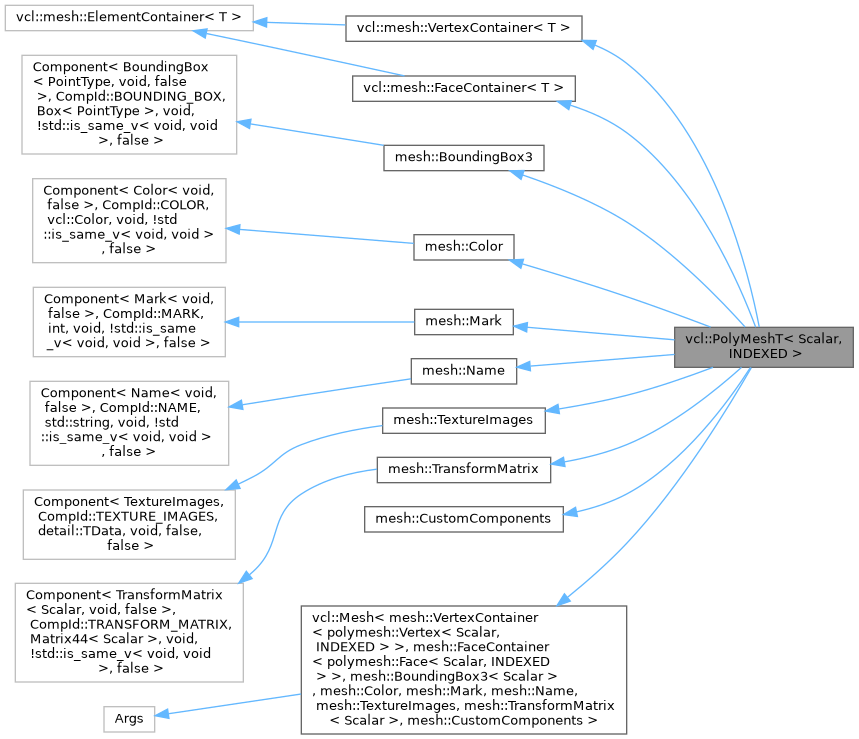 vcl::mesh::ElementContainer< T >
vcl::mesh::VertexContainer< T >
vcl::mesh::FaceContainer< T >
Component< BoundingBox
< PointType, void, false
>, CompId::BOUNDING_BOX,
Box< PointType >, void,
!std::is_same_v< void, void
>, false >
mesh::BoundingBox3
Component< Color< void,
false >, CompId::COLOR,
vcl::Color, void, !std
::is_same_v< void, void >
, false >
mesh::Color
Component< Mark< void,
false >, CompId::MARK,
int, void, !std::is_same
_v< void, void >, false >
mesh::Mark
vcl::PolyMeshT< Scalar,
INDEXED >
Component< Name< void,
false >, CompId::NAME,
std::string, void, !std
::is_same_v< void, void >
, false >
mesh::Name
mesh::TextureImages
Component< TextureImages,
CompId::TEXTURE_IMAGES,
detail::TData, void, false,
false >
mesh::TransformMatrix
mesh::CustomComponents
Component< TransformMatrix
< Scalar, void, false >,
CompId::TRANSFORM_MATRIX,
Matrix44< Scalar >, void,
!std::is_same_v< void, void
>, false >
vcl::Mesh< mesh::VertexContainer
< polymesh::Vertex< Scalar,
INDEXED > >, mesh::FaceContainer
< polymesh::Face< Scalar, INDEXED
> >, mesh::BoundingBox3< Scalar >
, mesh::Color, mesh::Mark, mesh::Name,
mesh::TextureImages, mesh::TransformMatrix
< Scalar >, mesh::CustomComponents >
Args